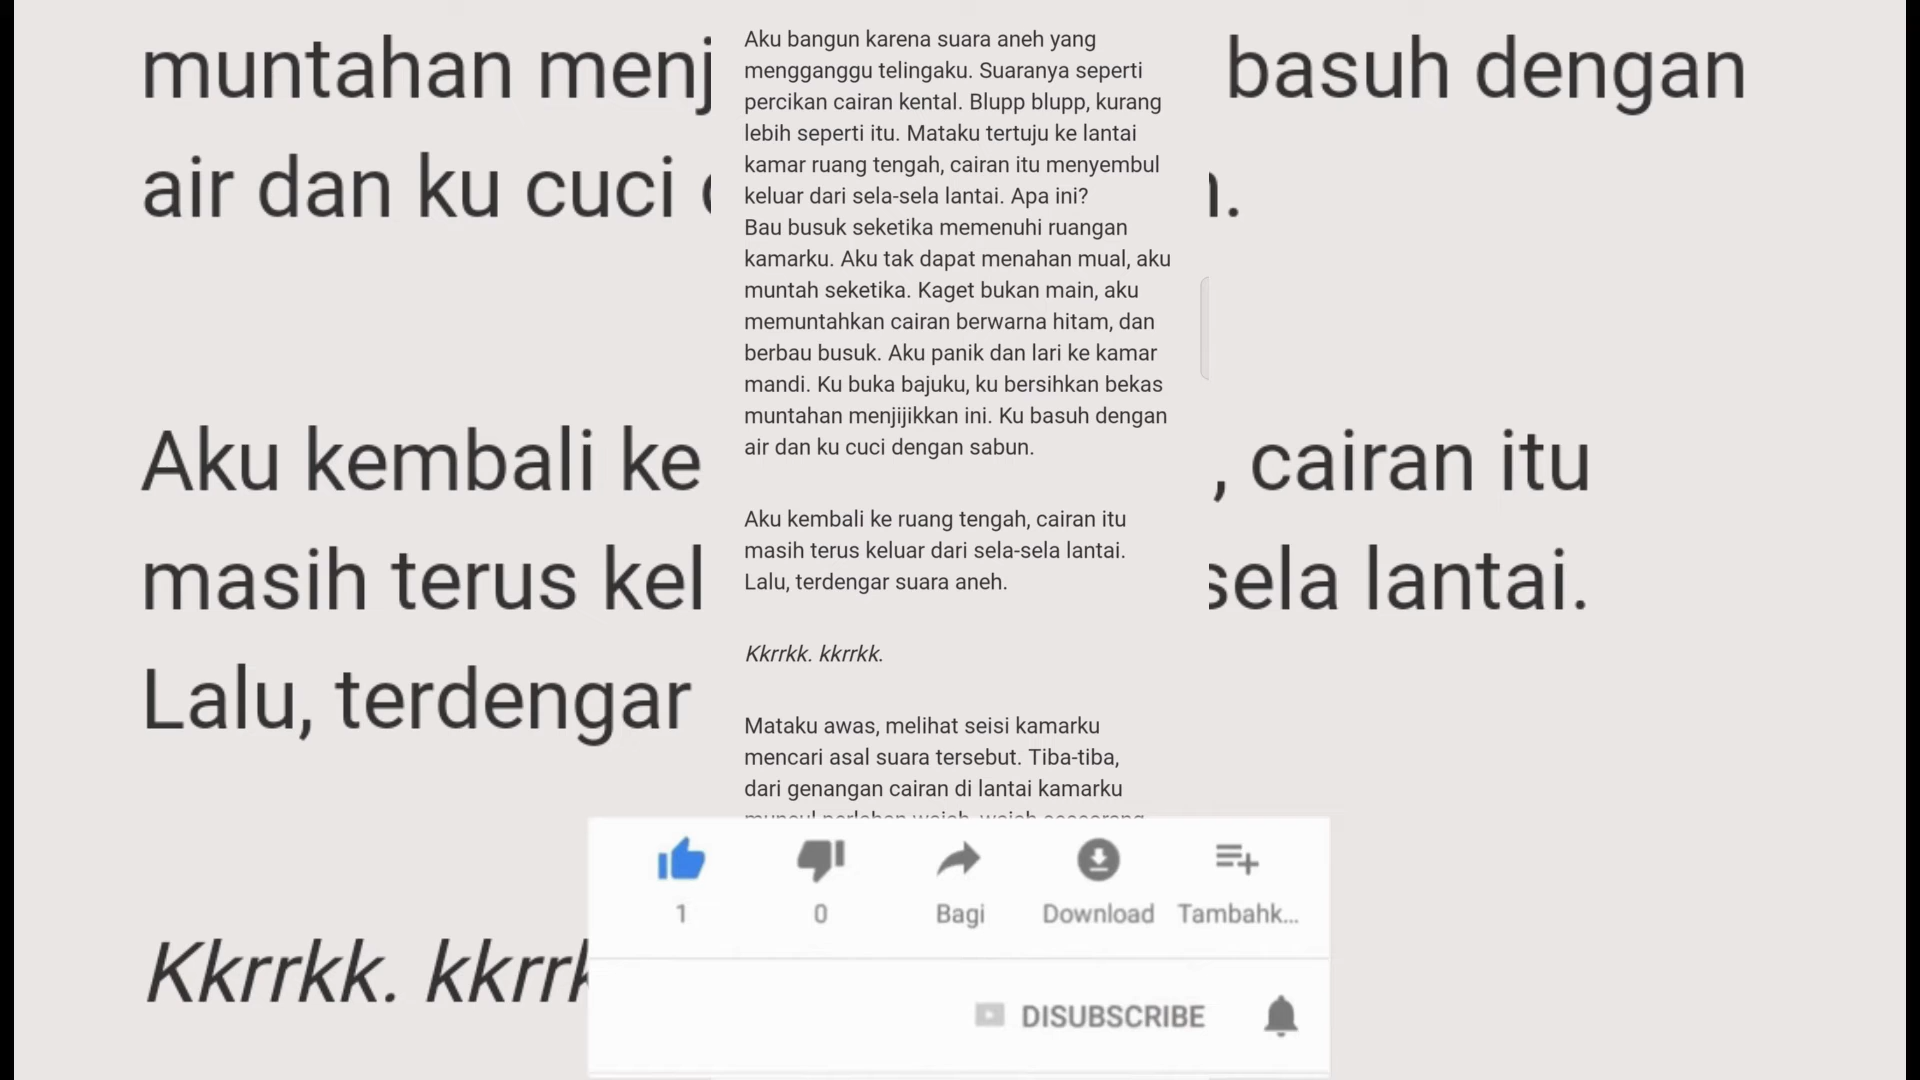 muntahan menj
basuh dengan
air dan ku cuci
n.
Aku kembali ke
, cairan itu
masih terus kel
sela lantai.
Lalu, terdengar
Kkrrkk. kkrrk
Aku bangun karena suara aneh yang
mengganggu telingaku. Suaranya seperti
percikan cairan kental. Blupp blupp, kurang
lebih seperti itu. Mataku tertuju ke lantai
kamar ruang tengah, cairan itu menyembul
keluar dari sela-sela lantai. Apa ini?
Bau busuk seketika memenuhi ruangan
kamarku. Aku tak dapat menahan mual, aku
muntah seketika. Kaget bukan main, aku
memuntahkan cairan berwarna hitam, dan
berbau busuk. Aku panik dan lari ke kamar
mandi. Ku buka bajuku, ku bersihkan bekas
muntahan menjijikkan ini. Ku basuh dengan
air dan ku cuci dengan sabun.
Aku kembali ke ruang tengah, cairan itu
masih terus keluar dari sela-sela lantai.
Lalu, terdengar suara aneh.
Kkrrkk. kkrrkk.
Mataku awas, melihat seisi kamarku
mencari asal suara tersebut. Tiba-tiba,
dari genangan cairan di lantai kamarku
1
0
Bagi
Download
Tambahk...
DISUBSCRIBE